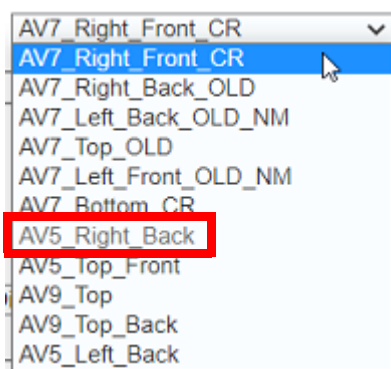 AV7_Right_Front_CR
AV7_Right_Front_CR
AV7_Right_Back_OLD
AV7_Left_Back_OLD_NM
AV7_Top_OLD
AV7_Left_Front_OLD_NM
AV7_Bottom_CR
AV5_Right_Back
AV5_Top_Front
AV9_Top
AV9_Top_Back
AV5_Left_Back